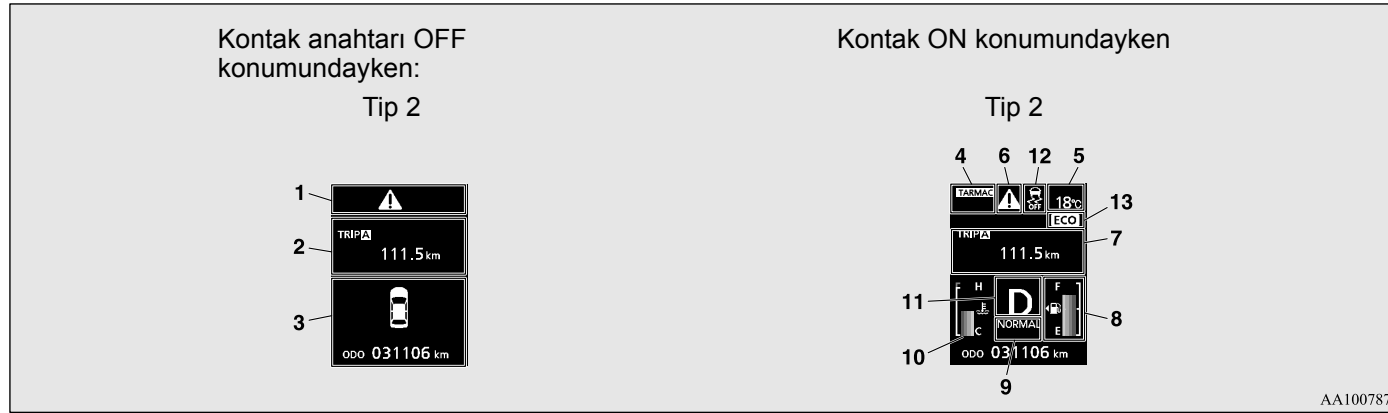 Kontak anahtarı OFF
konumundayken:
Tip 2
1
2
TRIP A
111.5 km
3
ODO 031106 km
Kontak ON konumundayken
Tip 2
4 6 12 5
TARMAC
OFF
18°C
13
ECO
7
TRIP A
111.5 km
11
H
C
D
NORMAL
F
E
8
10
ODO 031106 km
9
AA100787